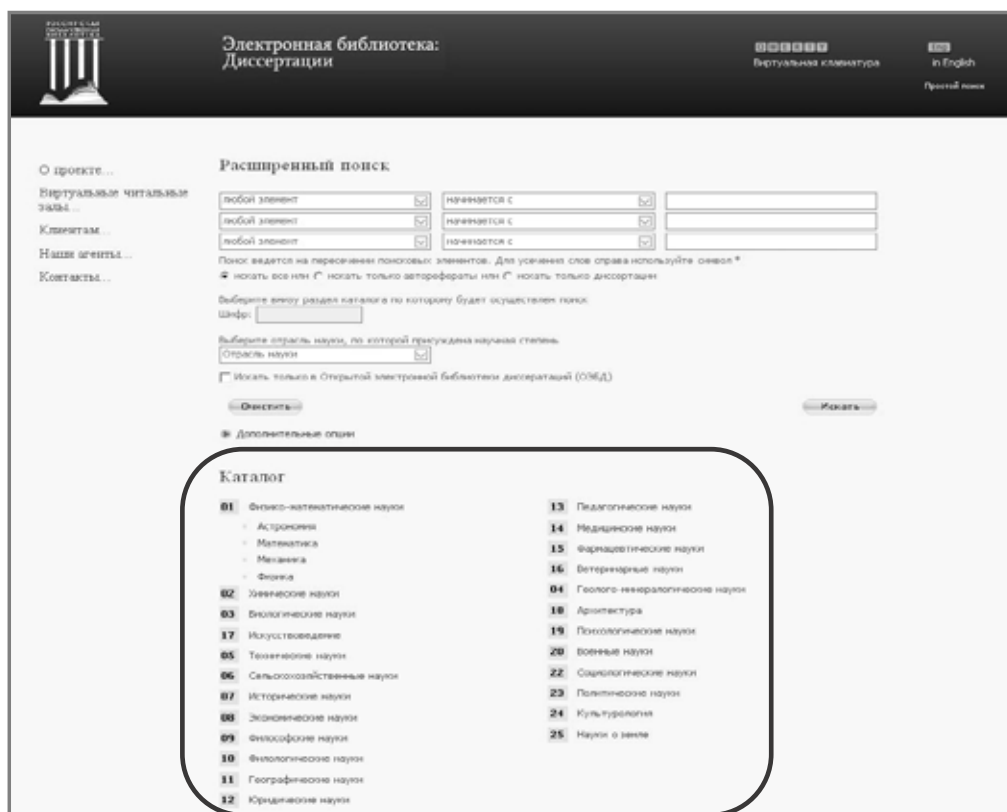 РОССИЙСКАЯ
ГОСУДАРСТВЕННАЯ
БИБЛИОТЕКА
Электронная библиотека:
Диссертации
QWERTY
Виртуальная клавиатура
Eng
in English
Простой поиск
О проекте...
Виртуальные читальные
залы...
Клиентам...
Наши агенты...
Контакты...
Расширенный поиск
любой элемент начинается с
любой элемент начинается с
любой элемент начинается с
Поиск ведется на пересечении поисковых элементов. Для усечения слов справа используйте символ *
искать все или искать только авторефераты или искать только диссертации
Выберите внизу раздел каталога по которому будет осуществлен поиск
Шифр:
Выберите отрасль науки, по которой присуждена научная степень
Отрасль науки
Искать только в Открытой электронной библиотеки диссератаций (ОЭБД)
Очистить Искать
Дополнительные опции
Каталог
01 Физико-математические науки
Астрономия
Математика
Механика
Физика
02 Химические науки
03 Биологические науки
17 Искусствоведение
05 Технические науки
06 Сельскохозяйственные науки
07 Исторические науки
08 Экономические науки
09 Философские науки
10 Филологические науки
11 Географические науки
12 Юридические науки
13 Педагогические науки
14 Медицинские науки
15 Фармацевтические науки
16 Ветеринарные науки
04 Геолого-минералогические науки
18 Архитектура
19 Психологические науки
20 Военные науки
22 Социологические науки
23 Политические науки
24 Культурология
25 Науки о земле